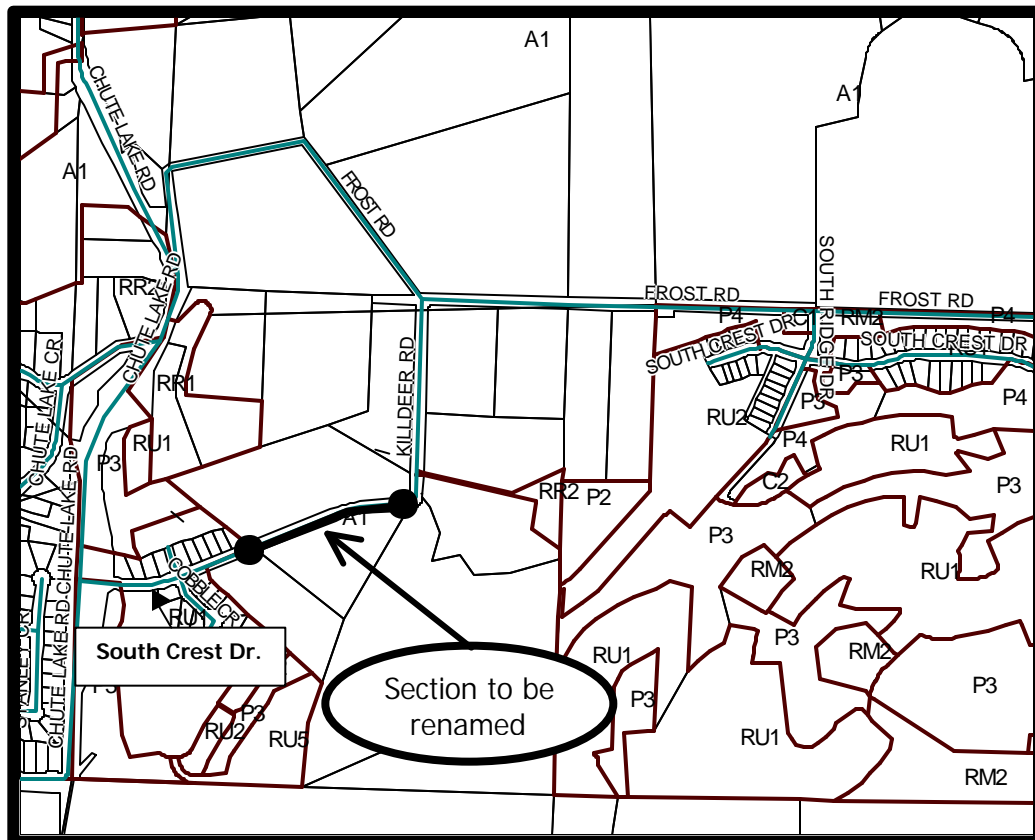 A1
A1
CHUTE-LAKE-RD
A1
FROST RD
SOUTH RIDGE DR
CHUTE LAKE RD
FROST RD
FROST RD
P4
RM2
P4
SOUTH CREST DR
SOUTH CREST DR
CHUTE LAKE CR
RR1
KILLDEER RD
P3
P3
P4
RU2
RU1
P4
RU1
P3
C2
P3
RR2
P2
A1
P3
RM2
RU1
COBBLE CR
RU1
South Crest Dr.
CHUTE-LAKE-RD
CHUTE-LAKE-RD
STANLEY CR
P3
RU1
P3
RM2
P3
P3
RU2
RU5
Section to be
renamed
P3
RU1
RM2